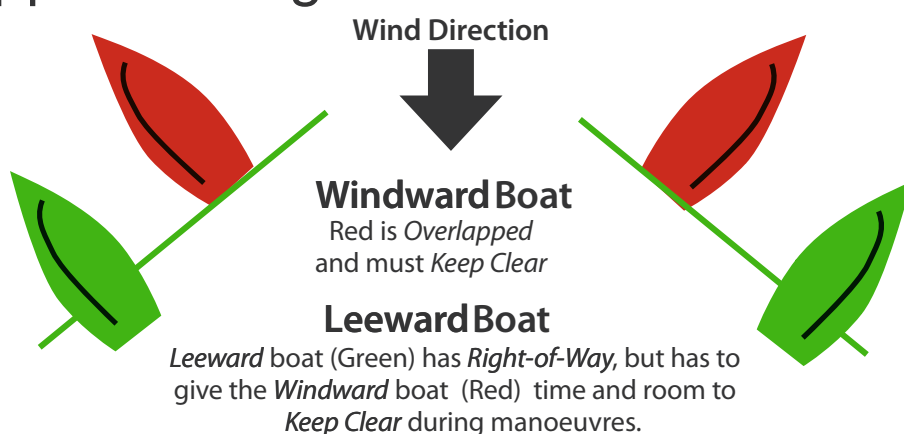 Wind Direction
Windward Boat
Red is Overlapped
and must Keep Clear
Leeward Boat
Leeward boat (Green) has Right-of-Way, but has to
give the Windward boat (Red) time and room to
Keep Clear during manoeuvres.